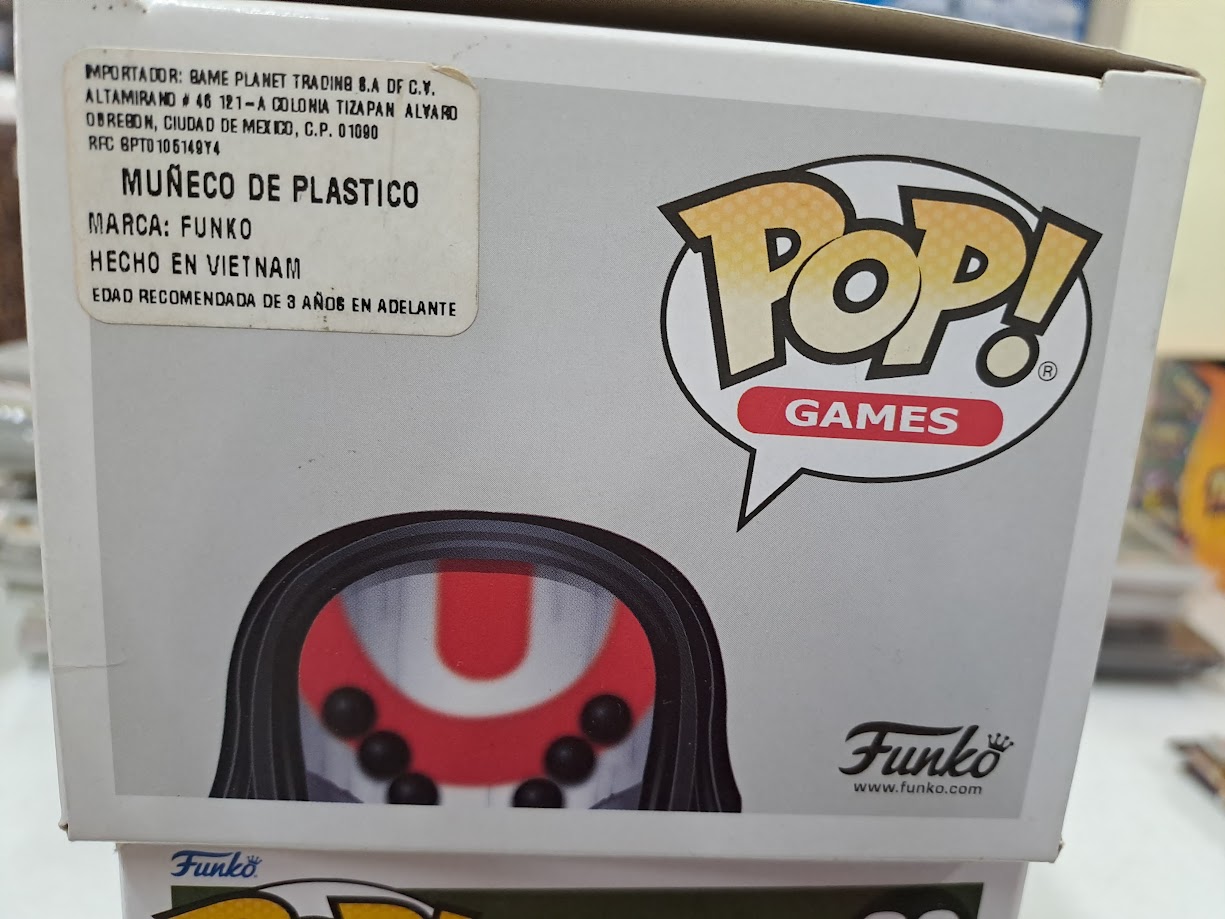 IMPORTADOR: GAME PLANET TRADING S.A DE C.V.
ALTAMIRANO # 46 121-A COLONIA TIZAPAN ALVARO
OBREGON, CIUDAD DE MEXICO, C.P. 01090
RFC GPT0105149Y4
MUÑECO DE PLASTICO
MARCA: FUNKO
HECHO EN VIETNAM
EDAD RECOMENDADA DE 3 AÑOS EN ADELANTE
POP! ®
GAMES
Funko
www.funko.com
Funko
POP!